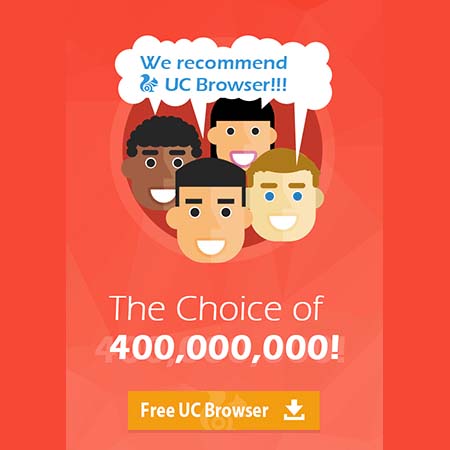 We recommend
UC Browser!!!
The Choice of
400,000,000!
Free UC Browser